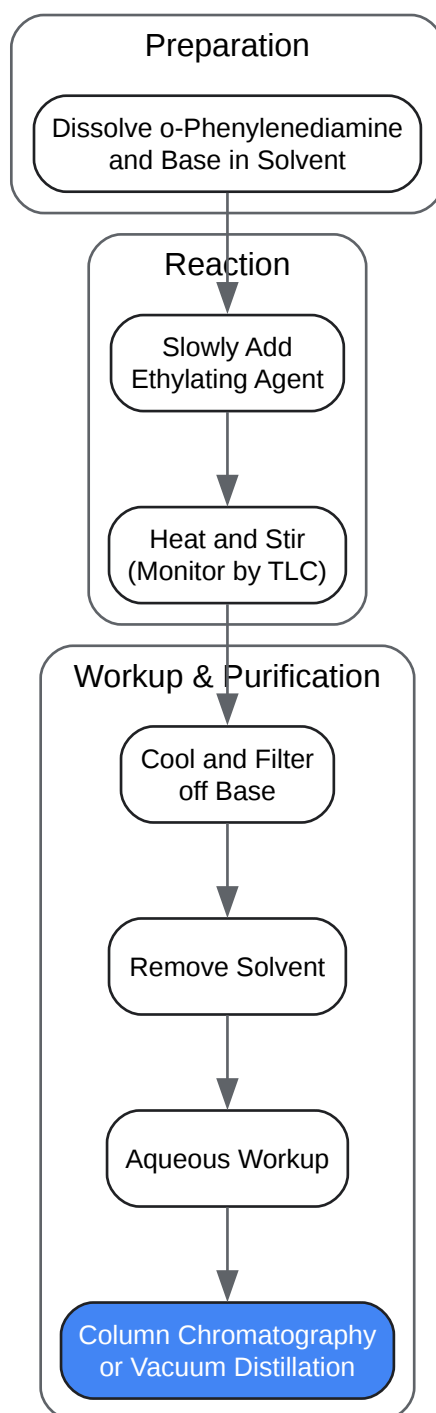 Preparation
Dissolve o-Phenylenediamine
and Base in Solvent
Reaction
Slowly Add
Ethylating Agent
Heat and Stir
(Monitor by TLC)
Workup & Purification
Cool and Filter
off Base
Remove Solvent
Aqueous Workup
Column Chromatography
or Vacuum Distillation